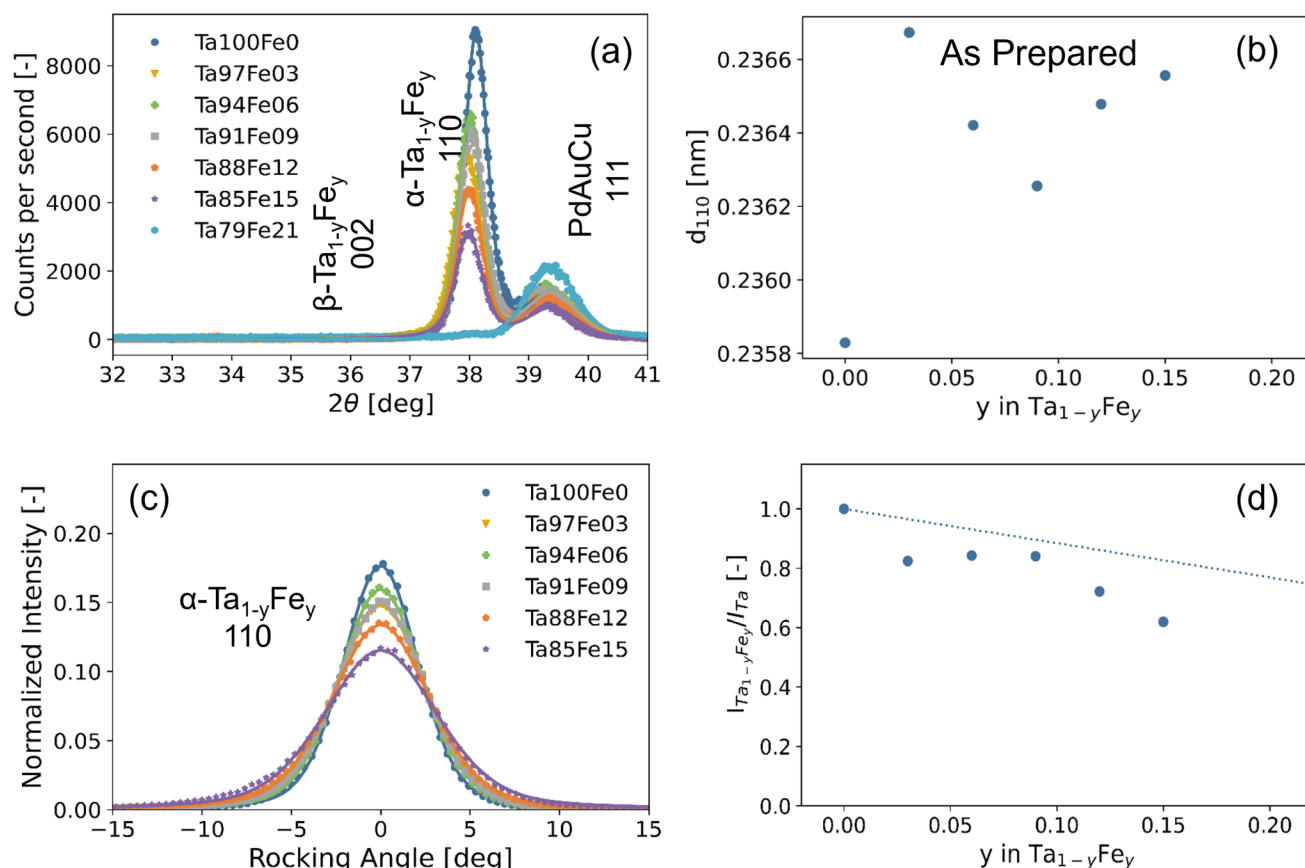 (a)
Counts per second [-]
8000
6000
4000
2000
0
Ta100Fe0
Ta97Fe03
Ta94Fe06
Ta91Fe09
Ta88Fe12
Ta85Fe15
Ta79Fe21
β-Ta1-yFey
002
α-Ta1-yFey
110
PdAuCu
111
32 33 34 35 36 37 38 39 40 41
2θ [deg]
As Prepared
(b)
d110 [nm]
0.2366
0.2364
0.2362
0.2360
0.2358
0.00 0.05 0.10 0.15 0.20
y in Ta1−yFey
(c)
Normalized Intensity [-]
0.20
0.15
0.10
0.05
0.00
α-Ta1-yFey
110
Ta100Fe0
Ta97Fe03
Ta94Fe06
Ta91Fe09
Ta88Fe12
Ta85Fe15
−15 −10 −5 0 5 10 15
Rocking Angle [deg]
(d)
ITa1−yFey/ITa [-]
1.0
0.8
0.6
0.4
0.2
0.0
0.00 0.05 0.10 0.15 0.20
y in Ta1−yFey